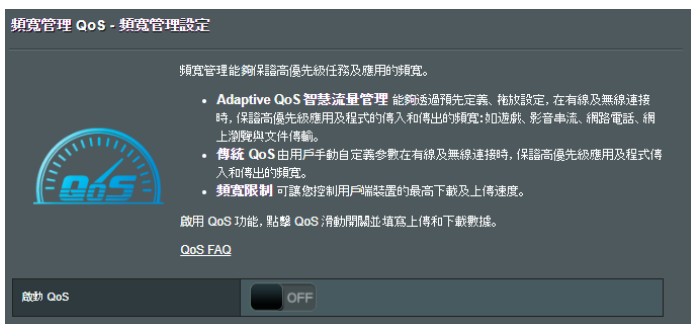 頻寬管理 QoS - 頻寬管理設定
頻寬管理能夠保證高優先級任務及應用的頻寬。
• Adaptive QoS 智慧流量管理 能夠透過預先定義、拖放設定，在有線及無線連接
時，保證高優先級應用及程式的傳入和傳出的頻寬：如遊戲、影音串流、網路電話、網
上瀏覽與文件傳輸。
• 傳統 QoS 由用戶手動自定義參數在有線及無線連接時，保證高優先級應用及程式傳
入和傳出的頻寬。
• 頻寬限制 可讓您控制用戶端裝置的最高下載及上傳速度。
QoS
啟用 QoS 功能，點擊 QoS 滑動開關並填寫上傳和下載數據。
QoS FAQ
啟動 QoS
OFF